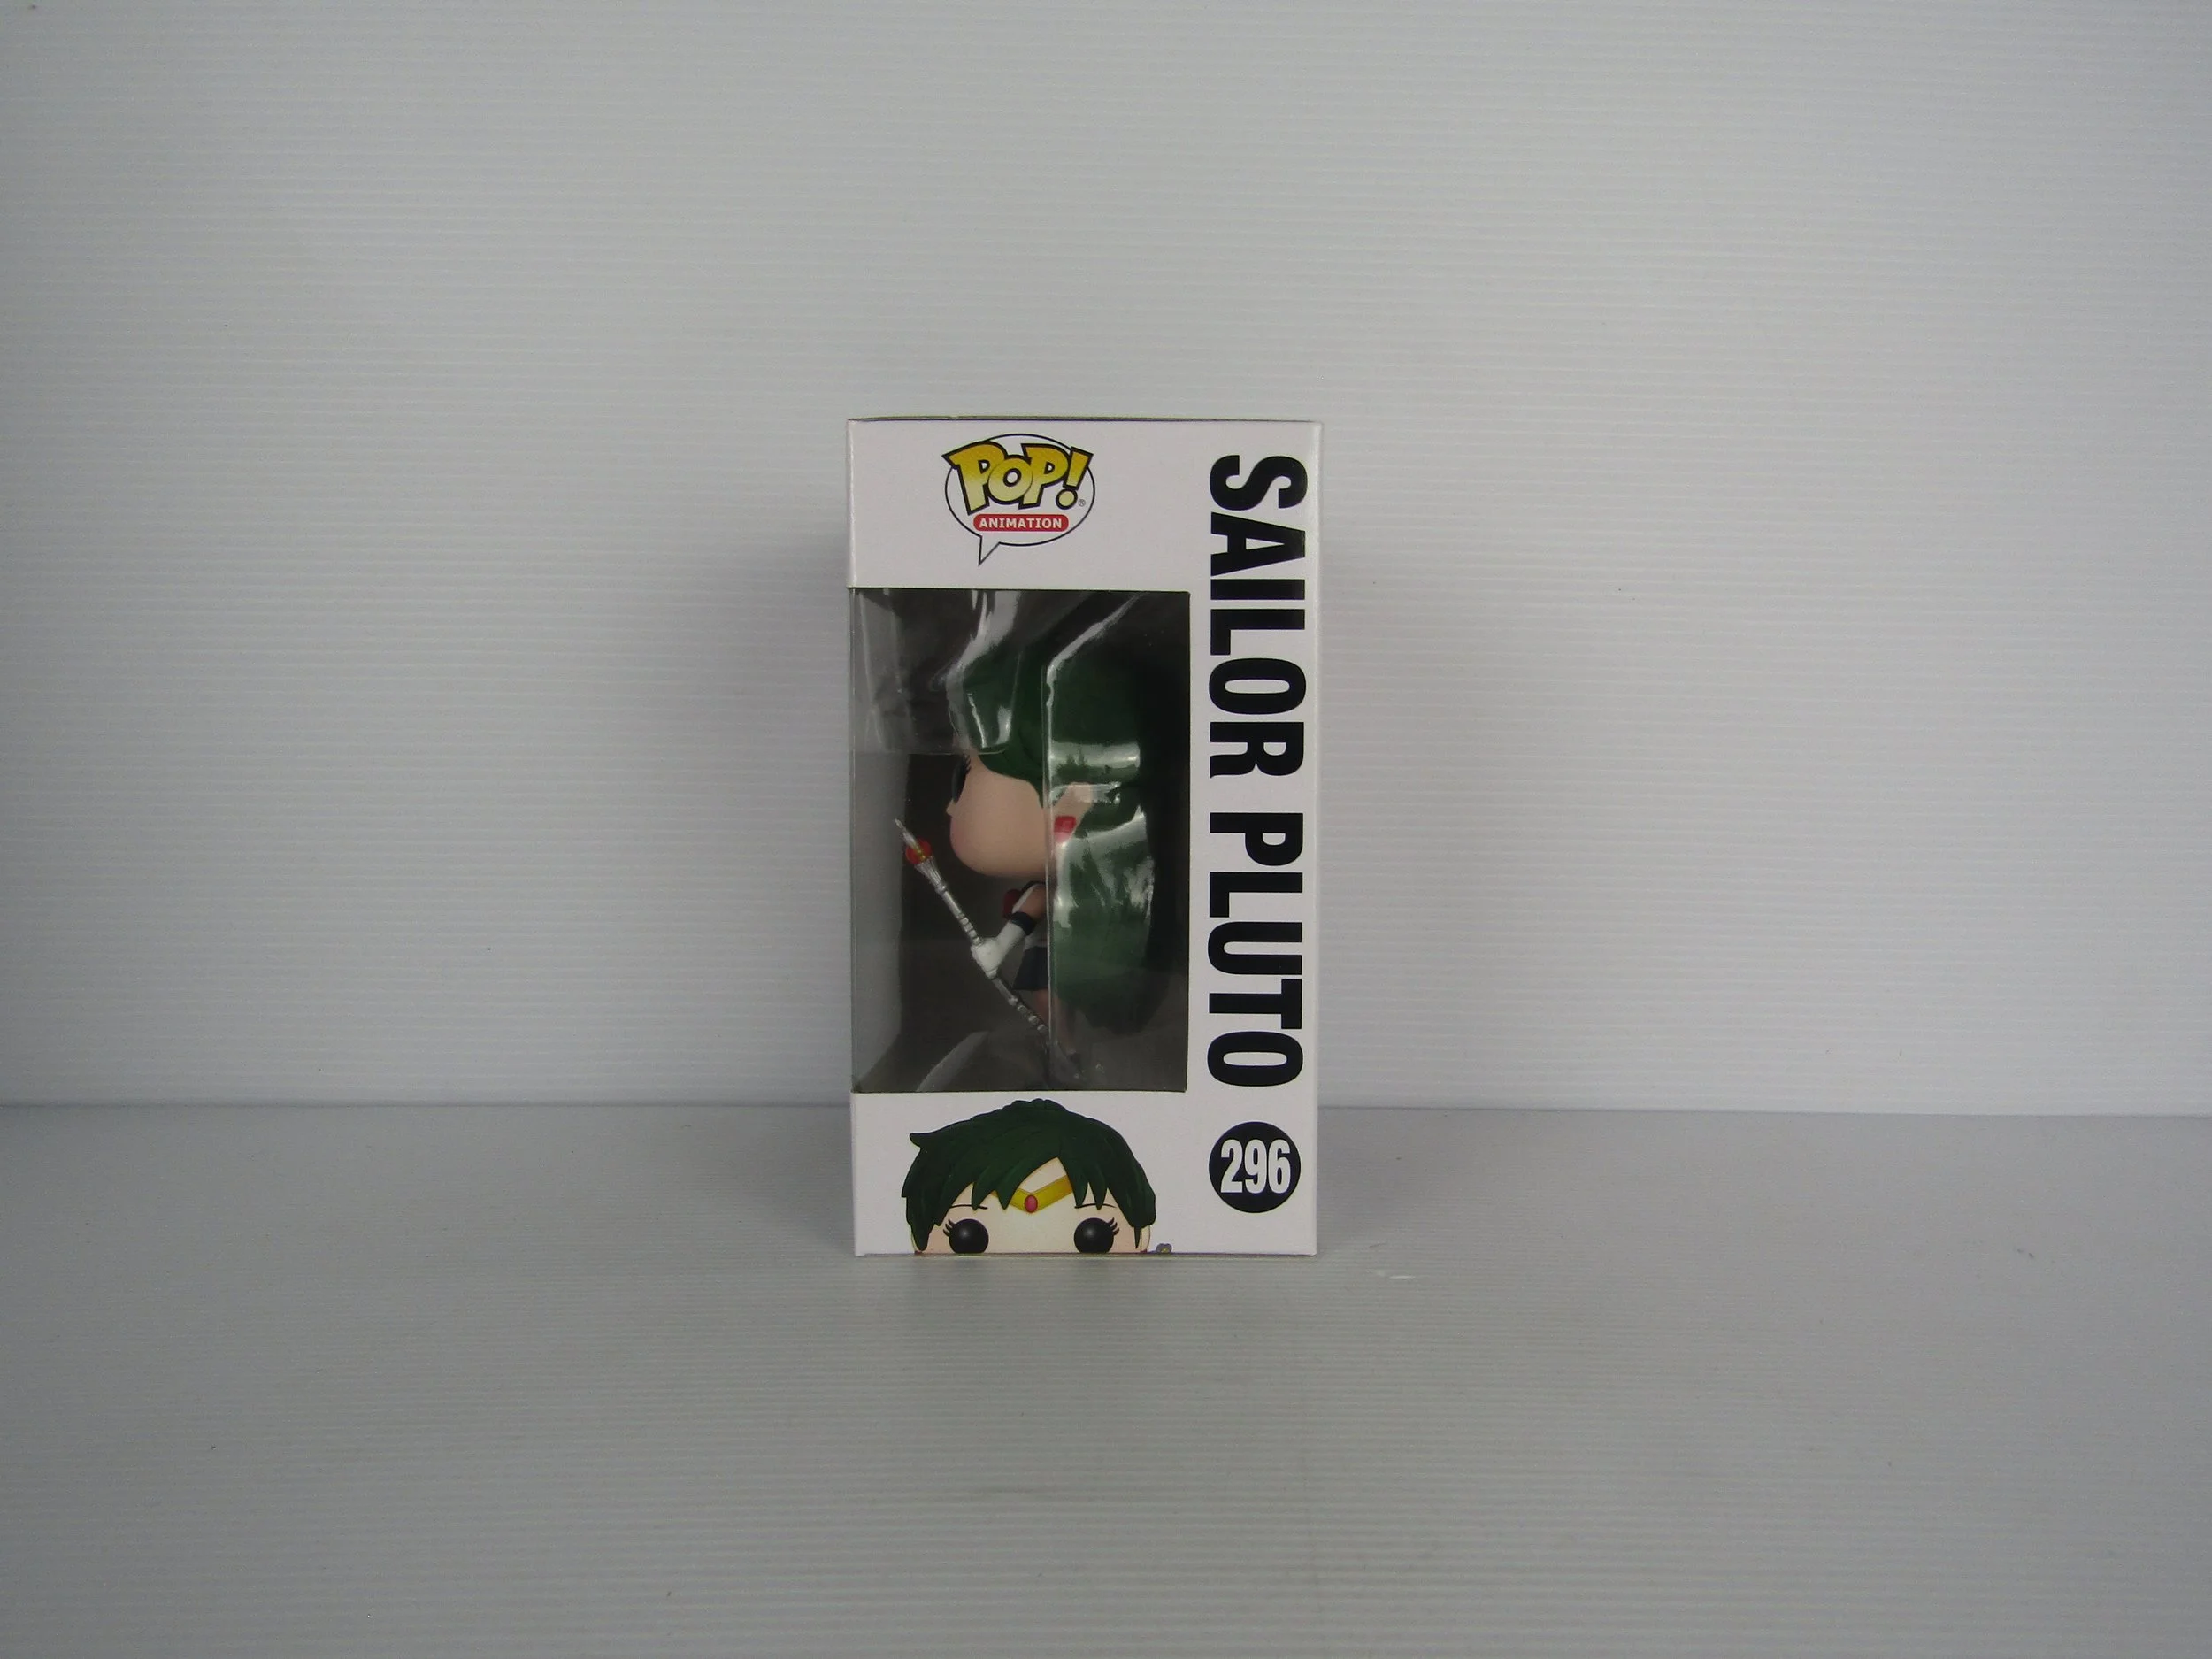 POP!
ANIMATION
SAILOR PLUTO
296